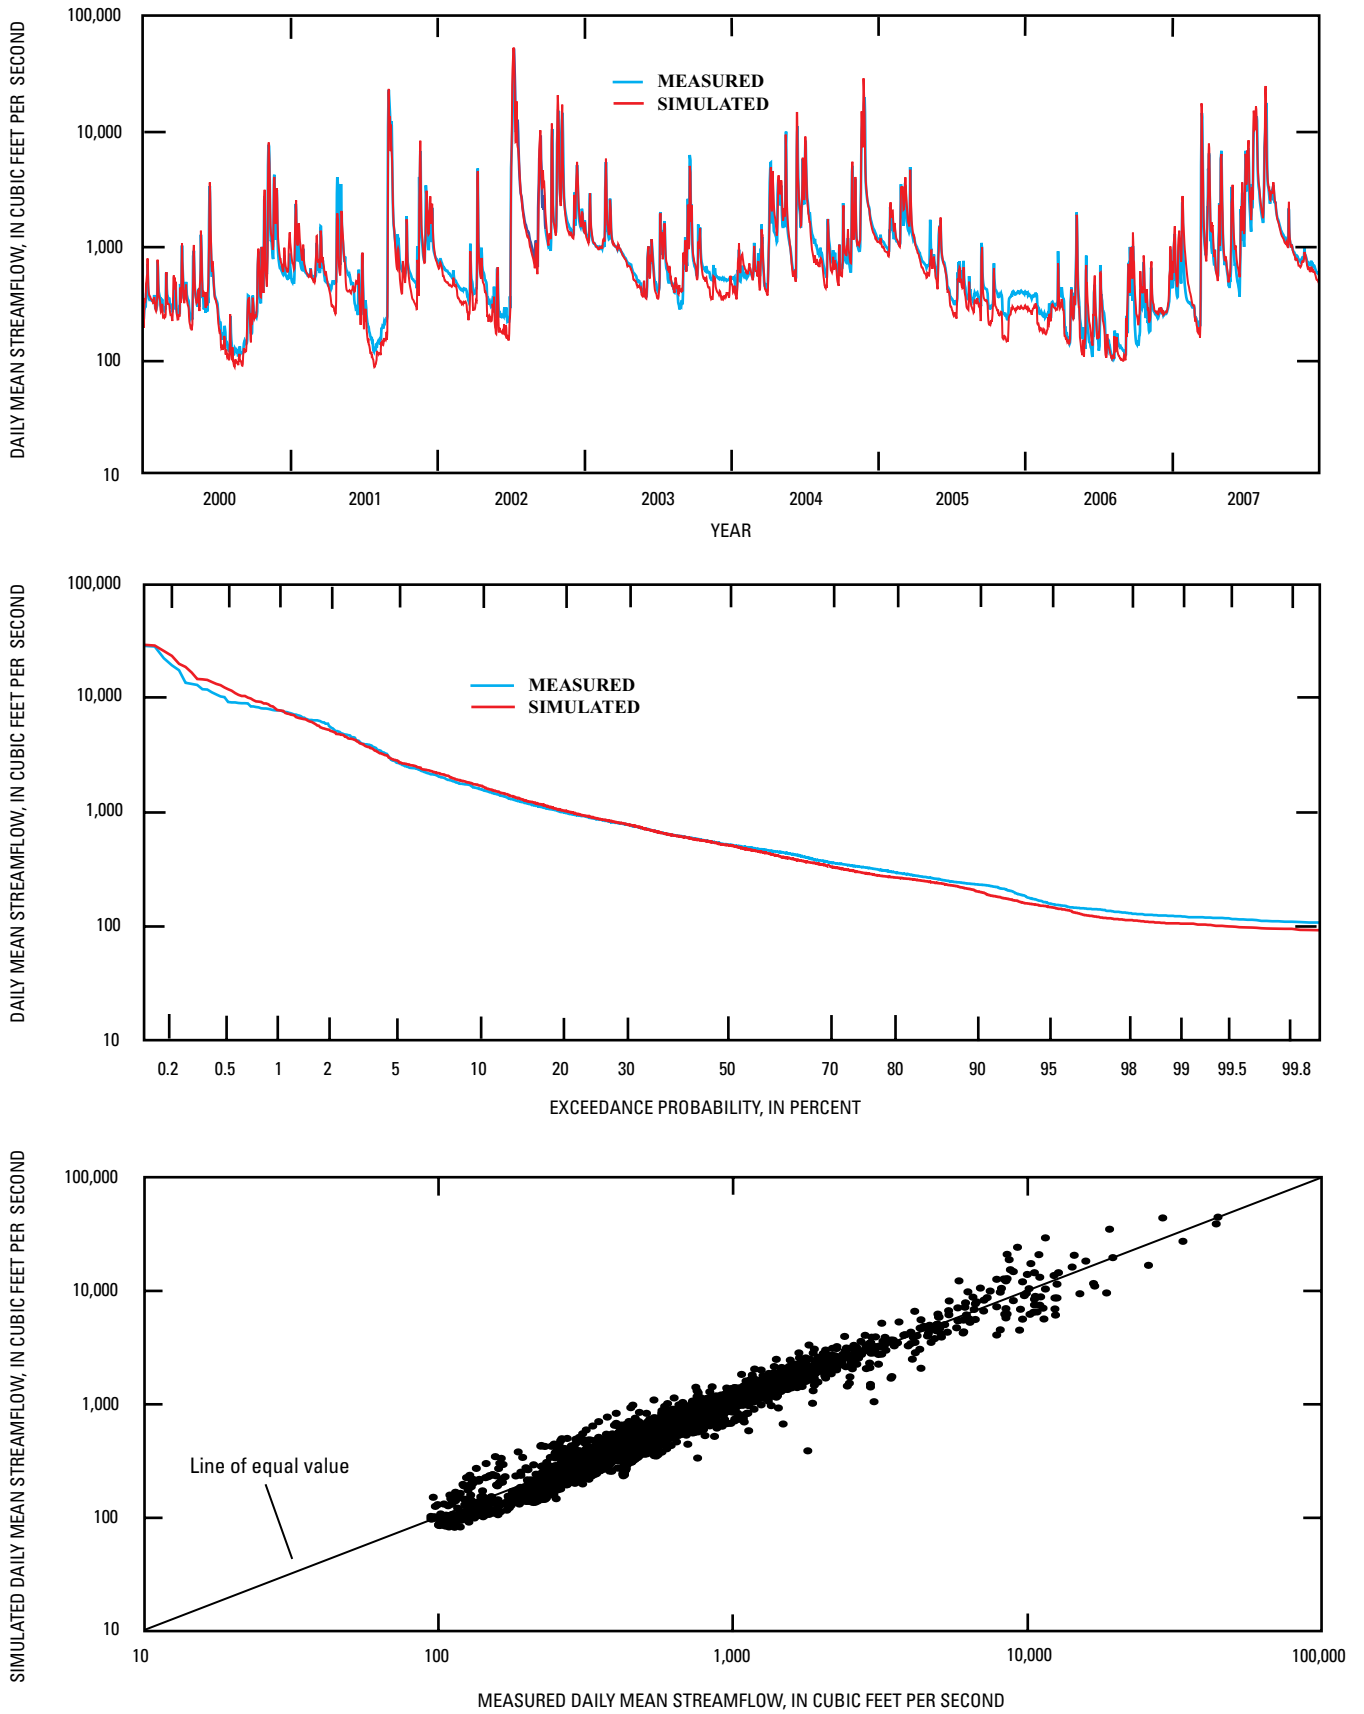 DAILY MEAN STREAMFLOW, IN CUBIC FEET PER SECOND
100,000
10,000
1,000
100
10
MEASURED
SIMULATED
2000 2001 2002 2003 2004 2005 2006 2007
YEAR
DAILY MEAN STREAMFLOW, IN CUBIC FEET PER SECOND
100,000
10,000
1,000
100
10
MEASURED
SIMULATED
0.2 0.5 1 2 5 10 20 30 50 70 80 90 95 98 99 99.5 99.8
EXCEEDANCE PROBABILITY, IN PERCENT
SIMULATED DAILY MEAN STREAMFLOW, IN CUBIC FEET PER SECOND
100,000
10,000
1,000
100
10
Line of equal value
10 100 1,000 10,000 100,000
MEASURED DAILY MEAN STREAMFLOW, IN CUBIC FEET PER SECOND